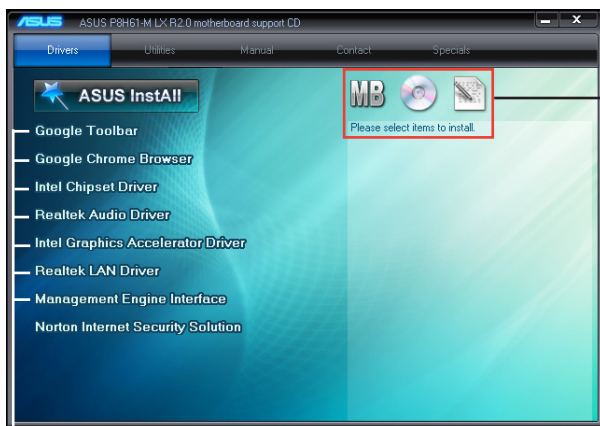 ASUS ASUS P8H61-M LX R2.0 motherboard support CD
Drivers Utilities Manual Contact Specials
ASUS InstAll
MB
Please select items to install.
Google Toolbar
Google Chrome Browser
Intel Chipset Driver
Realtek Audio Driver
Intel Graphics Accelerator Driver
Realtek LAN Driver
Management Engine Interface
Norton Internet Security Solution